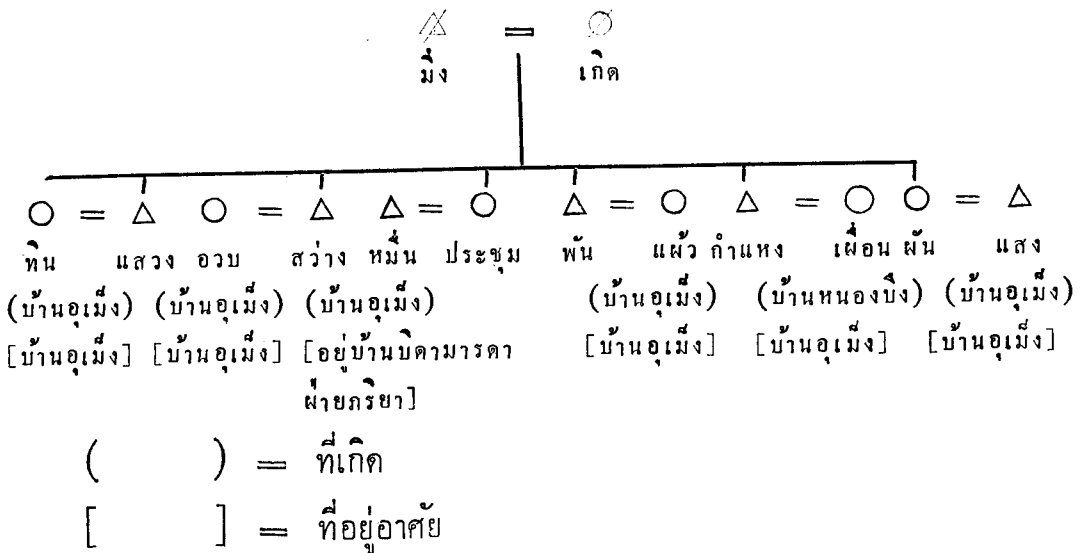 มิ่ง = เกิด
ทิน = แสวง อวบ = สว่าง หมื่น = ประชุม พัน = แผ้ว กำแหง = เผื่อน ผัน = แสง
(บ้านอุเม็ง) (บ้านอุเม็ง) (บ้านอุเม็ง) (บ้านอุเม็ง) (บ้านหนองบึง) (บ้านอุเม็ง)
[บ้านอุเม็ง] [บ้านอุเม็ง] [อยู่บ้านบิดามารดา [บ้านอุเม็ง] [บ้านอุเม็ง] [บ้านอุเม็ง]
ฝ่ายภริยา]
( ) = ที่เกิด
[ ] = ที่อยู่อาศัย